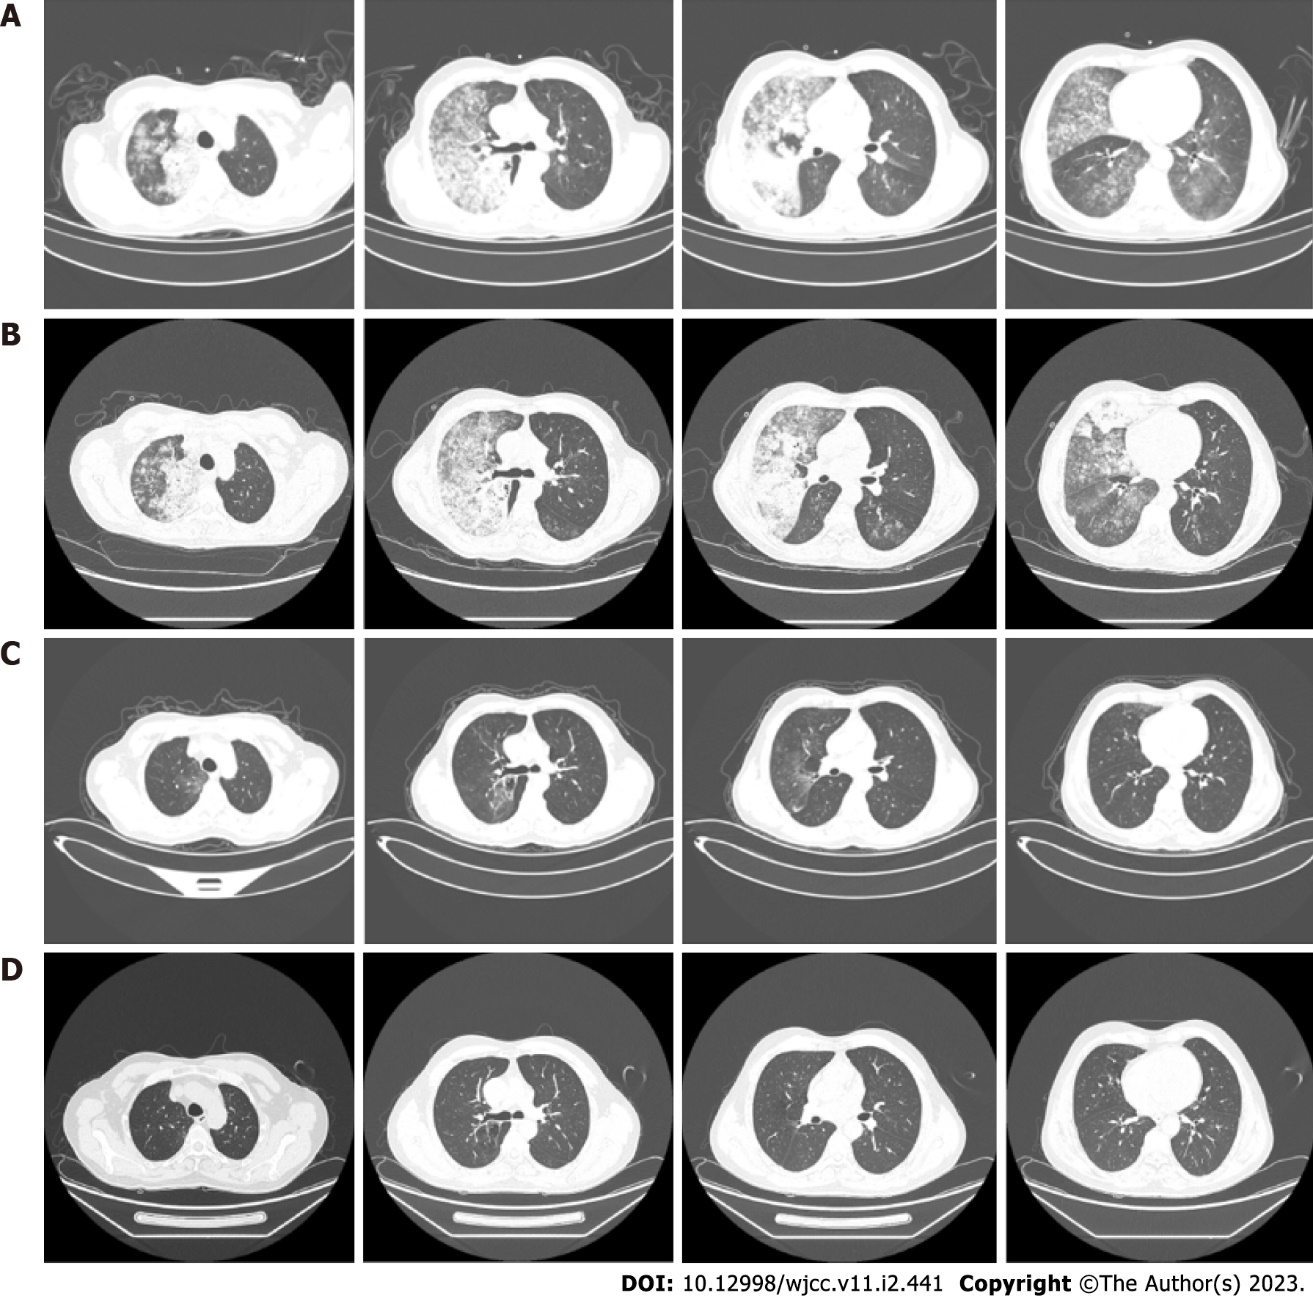 A
B
C
D
DOI: 10.12998/wjcc.v11.i2.441 Copyright ©The Author(s) 2023.